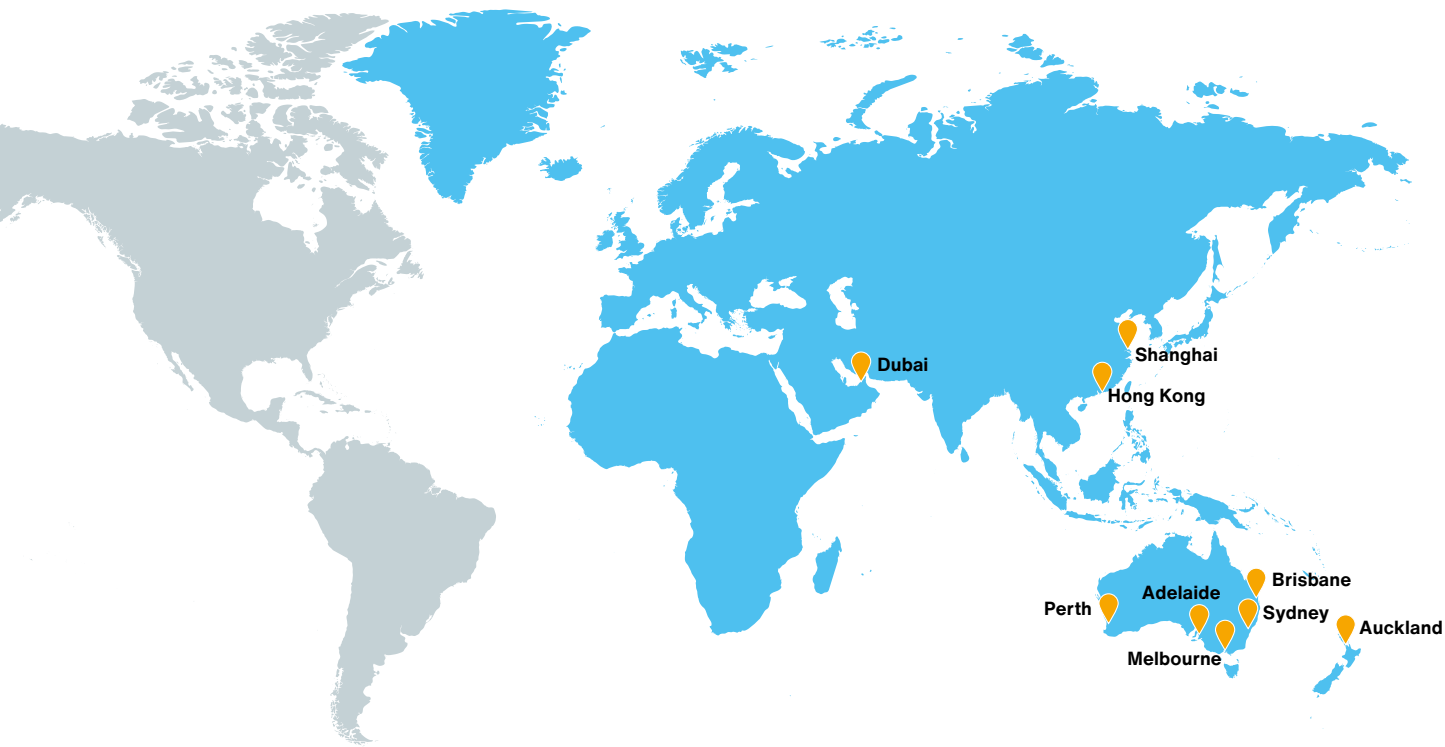 Shanghai
Dubai
Hong Kong
Brisbane
Adelaide
Perth
Sydney
Auckland
Melbourne